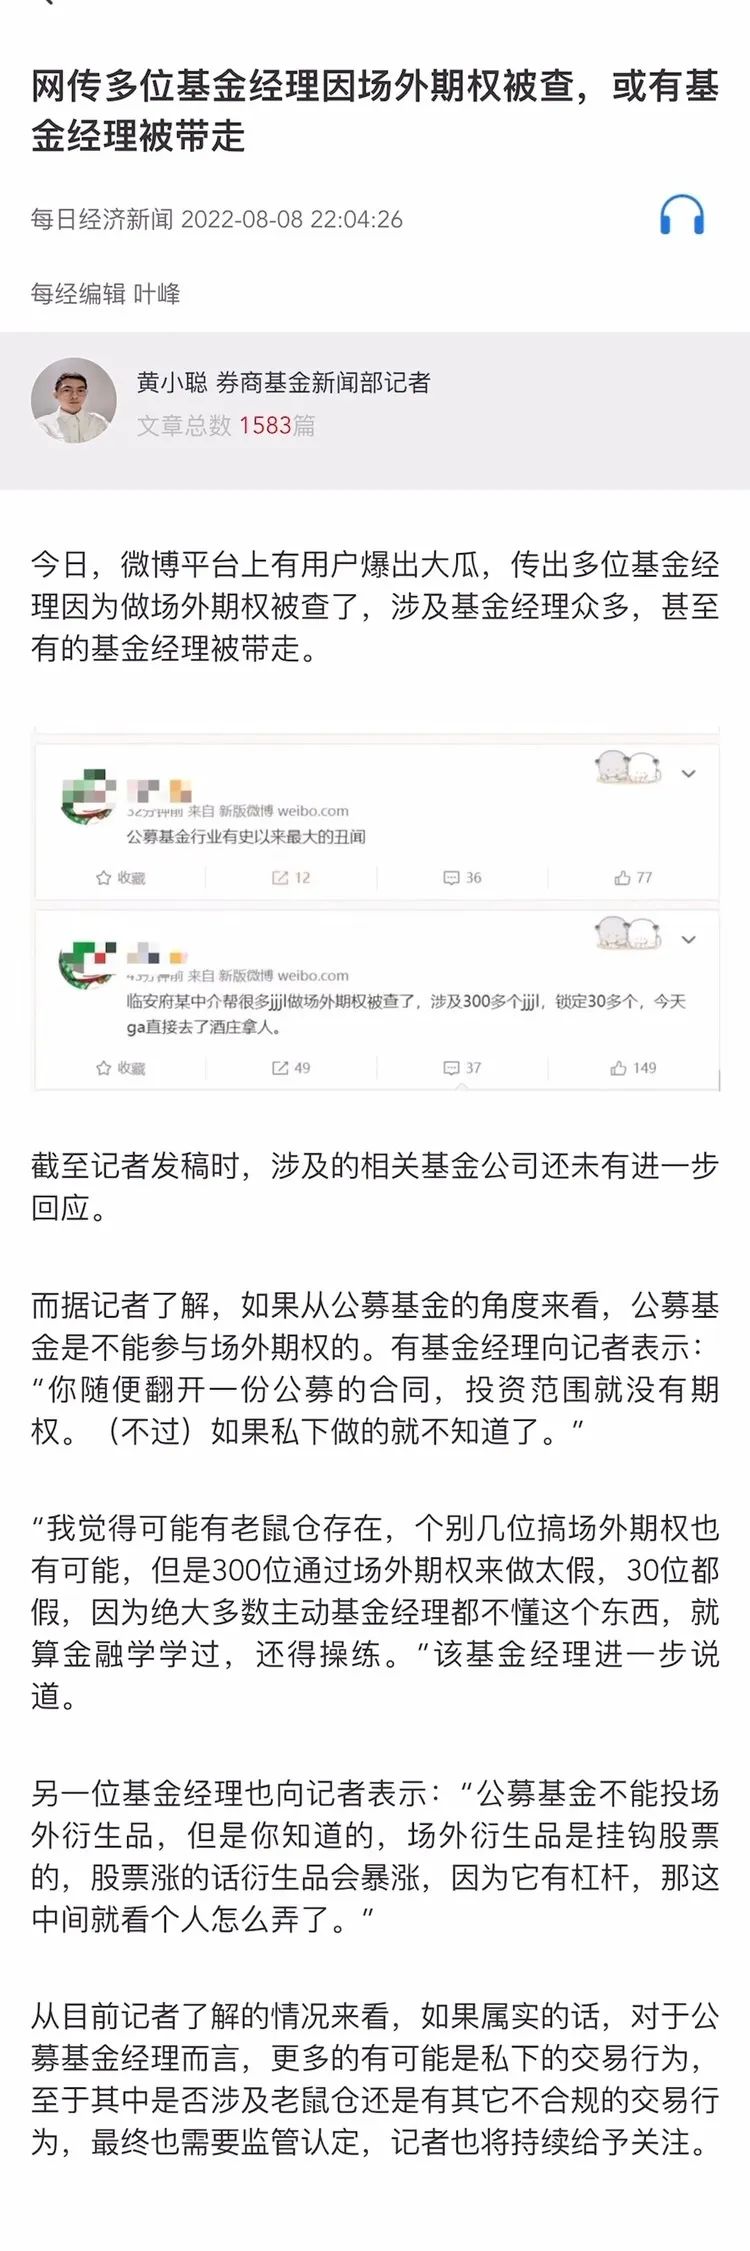 网传多位基金经理因场外期权被查，或有基
金经理被带走
每日经济新闻 2022-08-08 22:04:26
每经编辑 叶峰
黄小聪 券商基金新闻部记者
文章总数 1583篇
今日，微博平台上有用户爆出大瓜，传出多位基金经
理因为做场外期权被查了，涉及基金经理众多，甚至
有的基金经理被带走。
32分钟前 来自 新版微博 weibo.com
公募基金行业有史以来最大的丑闻
收藏 12 36 77
43分钟前 来自 新版微博 weibo.com
临安府某中介帮很多jjjl做场外期权被查了，涉及300多个jjjl，锁定30多个，今天
ga直接去了酒庄拿人。
收藏 49 37 149
截至记者发稿时，涉及的相关基金公司还未有进一步
回应。
而据记者了解，如果从公募基金的角度来看，公募基
金是不能参与场外期权的。有基金经理向记者表示：
“你随便翻开一份公募的合同，投资范围就没有期
权。（不过）如果私下做的就不知道了。”
“我觉得可能有老鼠仓存在，个别几位搞场外期权也
有可能，但是300位通过场外期权来做太假，30位都
假，因为绝大多数主动基金经理都不懂这个东西，就
算金融学学过，还得操练。”该基金经理进一步说
道。
另一位基金经理也向记者表示：“公募基金不能投场
外衍生品，但是你知道的，场外衍生品是挂钩股票
的，股票涨的话衍生品会暴涨，因为它有杠杆，那这
中间就看个人怎么弄了。”
从目前记者了解的情况来看，如果属实的话，对于公
募基金经理而言，更多的有可能是私下的交易行为，
至于其中是否涉及老鼠仓还是有其它不合规的交易行
为，最终也需要监管认定，记者也将持续给予关注。